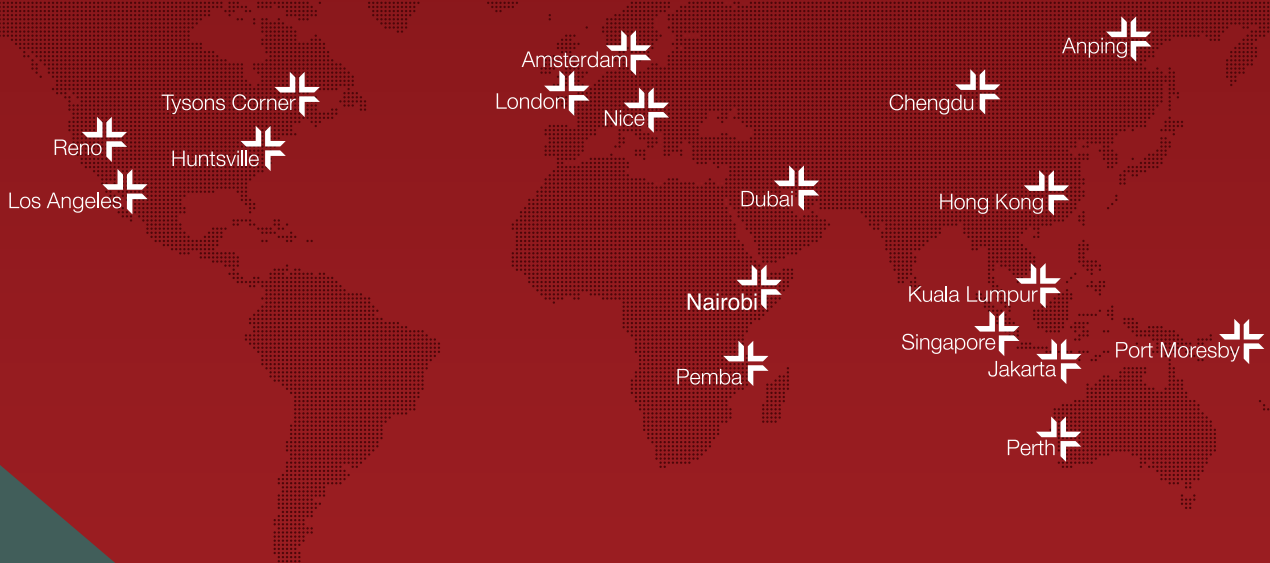 Anping
Amsterdam
Tysons Corner
London
Chengdu
Nice
Reno
Huntsville
Los Angeles
Dubai
Hong Kong
Nairobi
Kuala Lumpur
Singapore
Port Moresby
Jakarta
Pemba
Perth